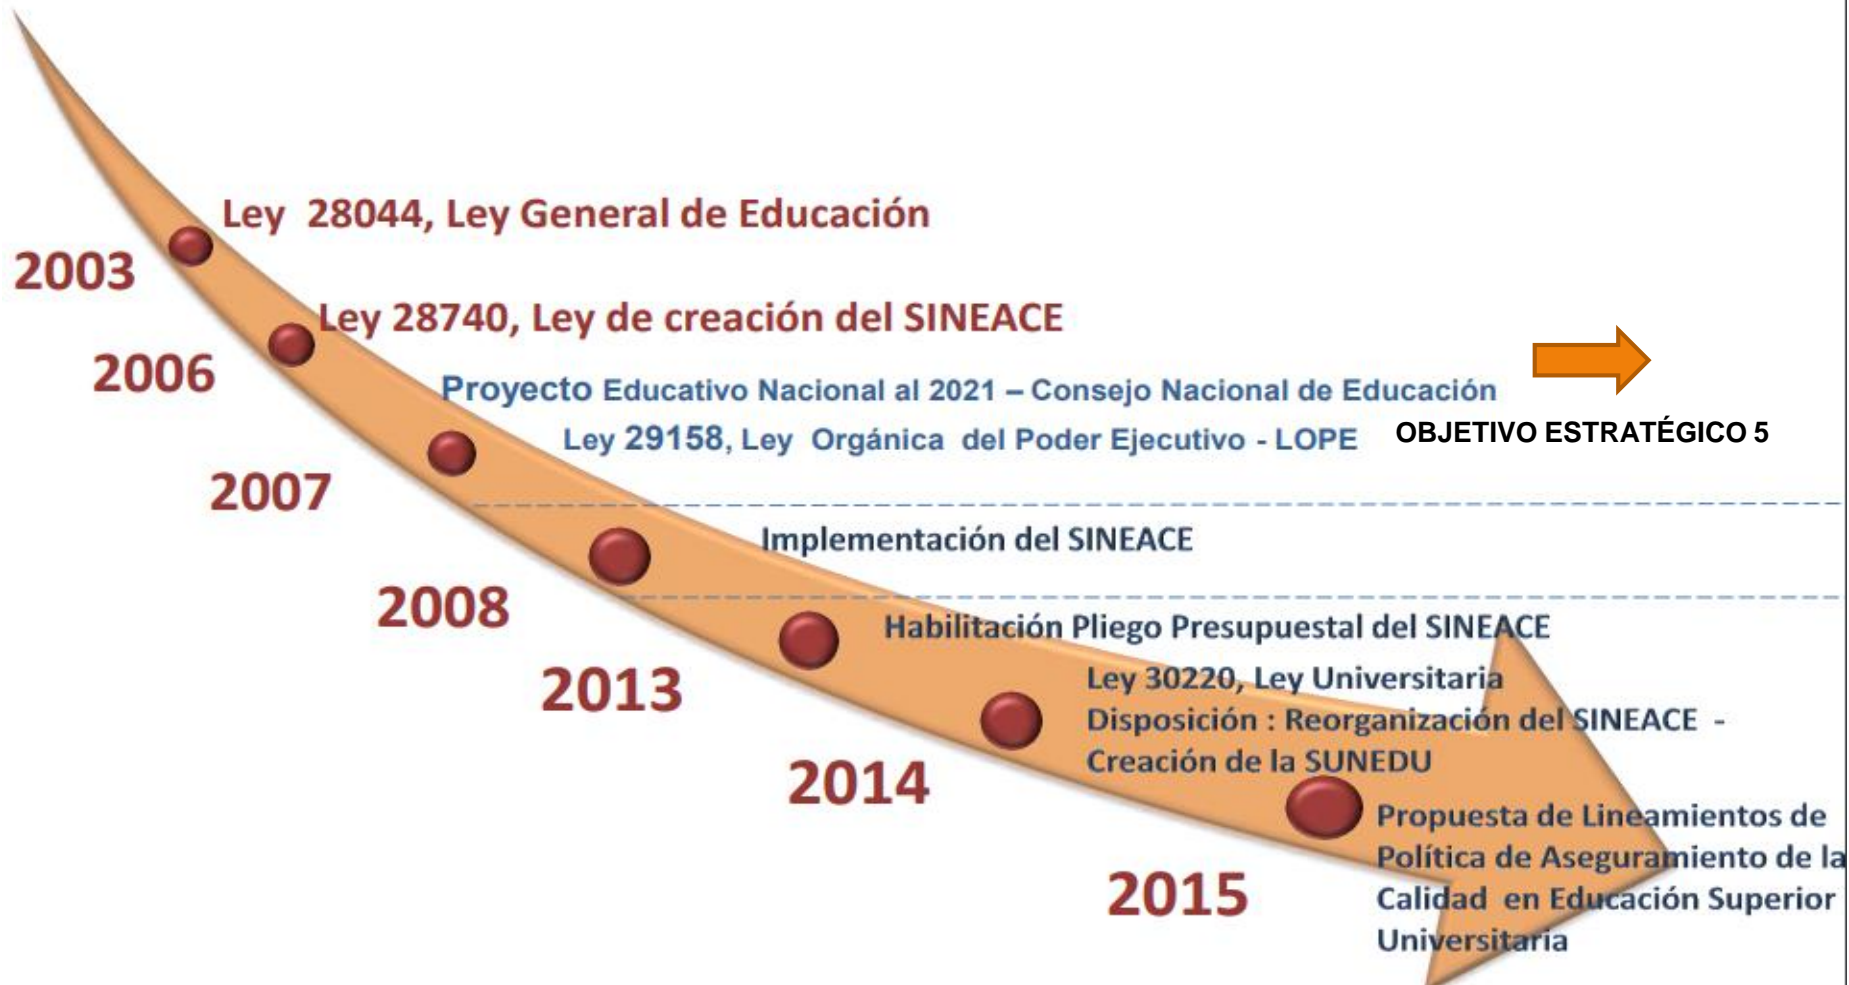 Ley 28044, Ley General de Educación
2003
Ley 28740, Ley de creación del SINEACE
2006
Proyecto Educativo Nacional al 2021 – Consejo Nacional de Educación
Ley 29158, Ley Orgánica del Poder Ejecutivo - LOPE
OBJETIVO ESTRATÉGICO 5
2007
Implementación del SINEACE
2008
Habilitación Pliego Presupuestal del SINEACE
2013
Ley 30220, Ley Universitaria
Disposición : Reorganización del SINEACE -
Creación de la SUNEDU
2014
Propuesta de Lineamientos de
Política de Aseguramiento de la
Calidad en Educación Superior
Universitaria
2015